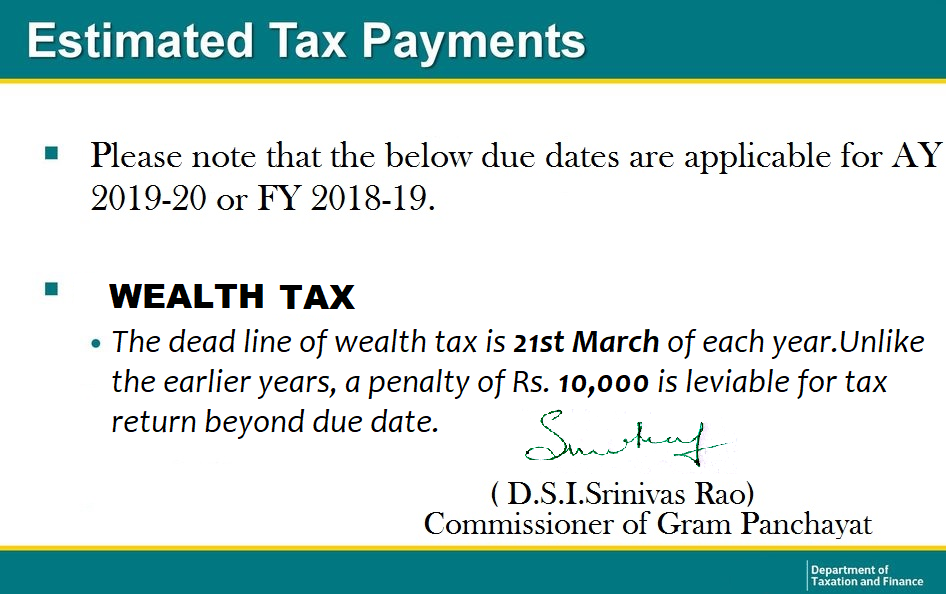 Estimated Tax Payments
Please note that the below due dates are applicable for AY
2019-20 or FY 2018-19.
WEALTH TAX
The dead line of wealth tax is 21st March of each year.Unlike
the earlier years, a penalty of Rs. 10,000 is leviable for tax
return beyond due date.
( D.S.I.Srinivas Rao)
Commissioner of Gram Panchayat
Department of
Taxation and Finance